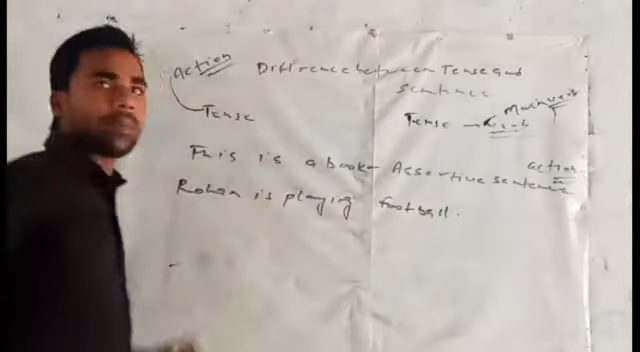 Action Difference between Tense and
sentence
Tense
Tense → Verb Main verb
action
This is a book → Assertive sentence
Rohan is playing football.